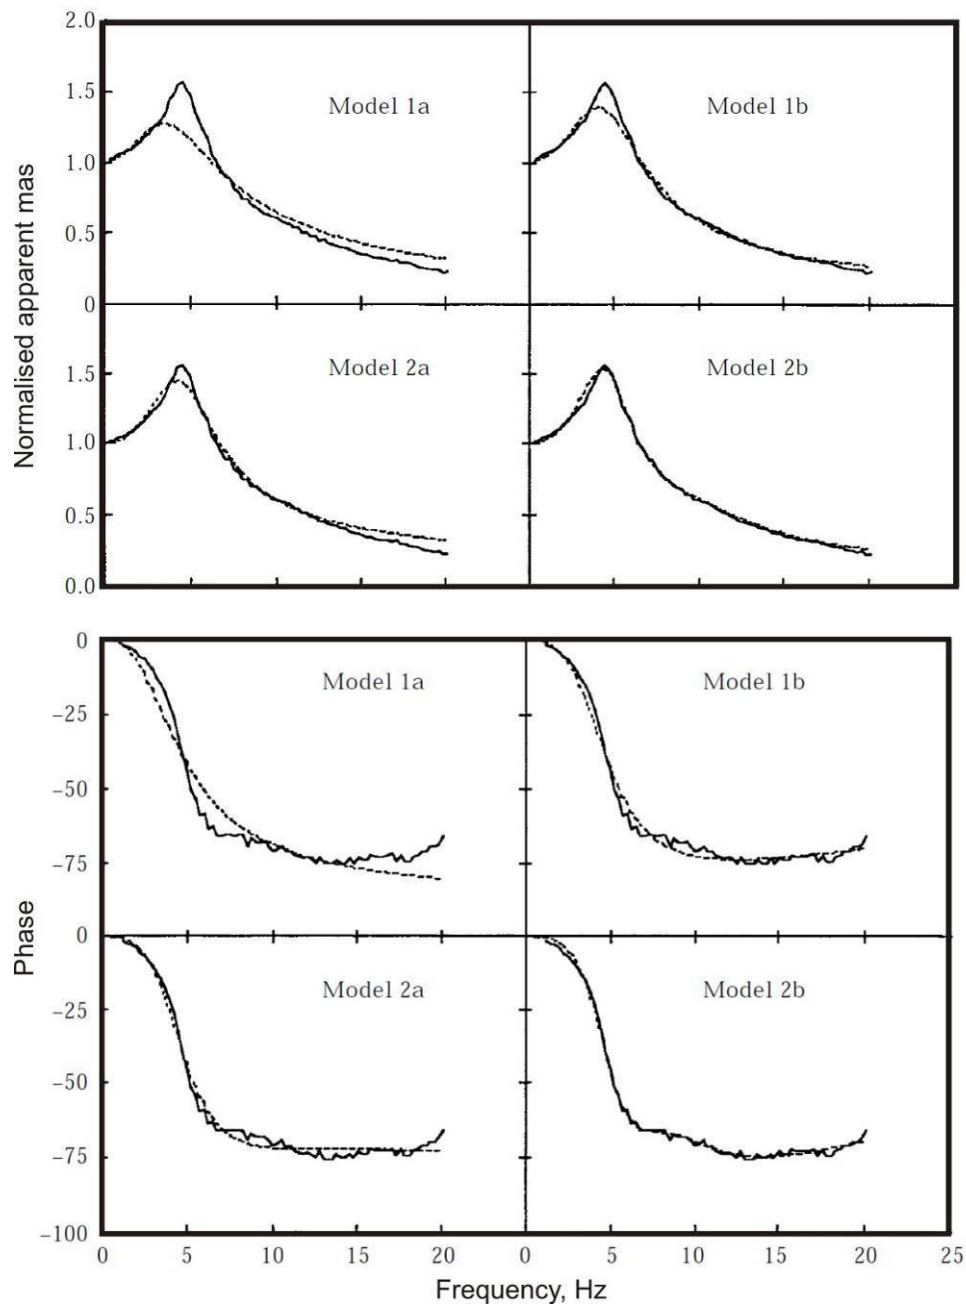 2.0
1.5
1.0
0.5
0
Model 1a
Model 1b
1.5
1.0
0.5
0.0
Model 2a
Model 2b
Normalised apparent mas
0
−25
−50
−75
Model 1a
Model 1b
0
−25
−50
−75
−100
Model 2a
Model 2b
Phase
0 5 10 15 20 0 5 10 15 20 25
Frequency, Hz